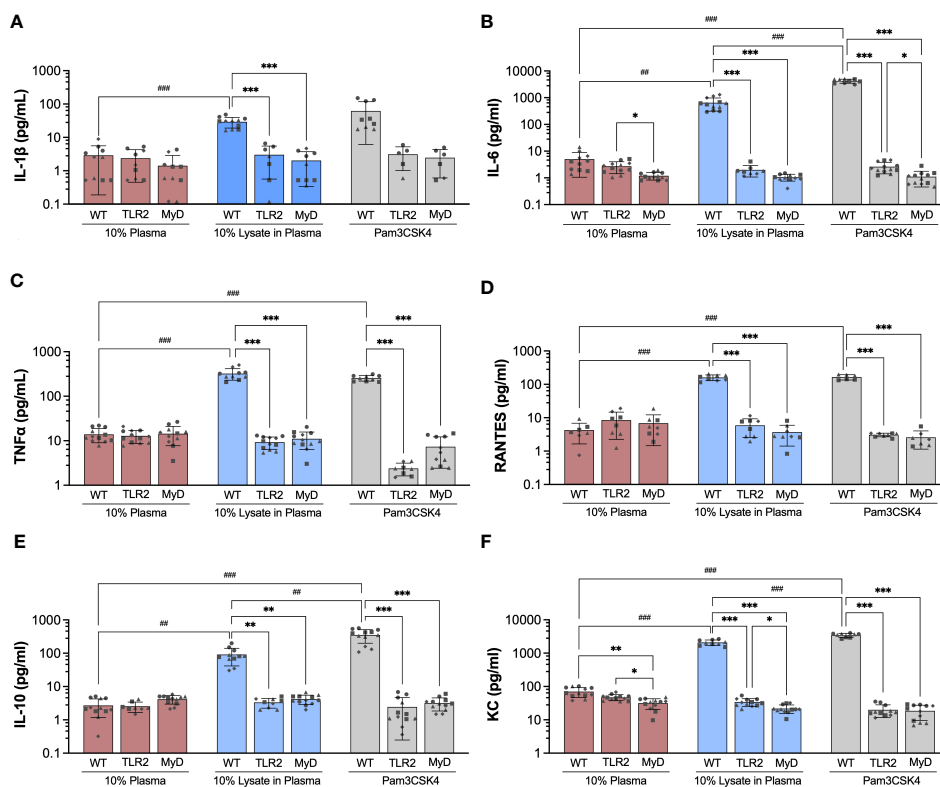 A
###
***
***
1000
100
10
1
0.1
IL-1β (pg/mL)
WT TLR2 MyD WT TLR2 MyD WT TLR2 MyD
10% Plasma 10% Lysate in Plasma Pam3CSK4
B
###
###
***
***
***
*
##
***
*
10000
1000
100
10
1
0.1
IL-6 (pg/ml)
WT TLR2 MyD WT TLR2 MyD WT TLR2 MyD
10% Plasma 10% Lysate in Plasma Pam3CSK4
C
###
***
***
###
***
***
1000
100
10
1
TNFα (pg/mL)
WT TLR2 MyD WT TLR2 MyD WT TLR2 MyD
10% Plasma 10% Lysate in Plasma Pam3CSK4
D
###
***
***
###
***
***
1000
100
10
1
0.1
RANTES (pg/ml)
WT TLR2 MyD WT TLR2 MyD WT TLR2 MyD
10% Plasma 10% Lysate in Plasma Pam3CSK4
E
###
##
***
**
***
##
**
1000
100
10
1
0.1
IL-10 (pg/ml)
WT TLR2 MyD WT TLR2 MyD WT TLR2 MyD
10% Plasma 10% Lysate in Plasma Pam3CSK4
F
###
###
***
***
***
###
***
*
**
*
10000
1000
100
10
1
KC (pg/ml)
WT TLR2 MyD WT TLR2 MyD WT TLR2 MyD
10% Plasma 10% Lysate in Plasma Pam3CSK4